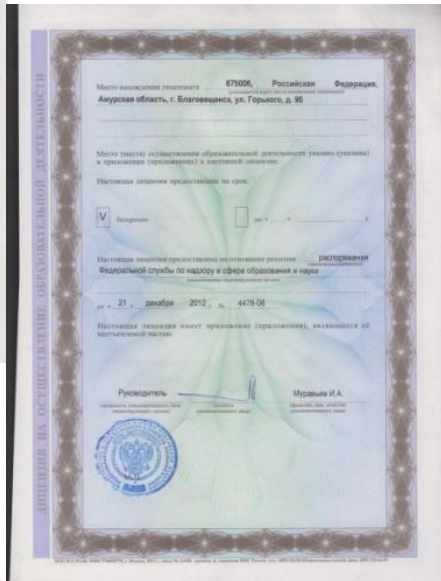 ЛИЦЕНЗИЯ НА ОСУЩЕСТВЛЕНИЕ ОБРАЗОВАТЕЛЬНОЙ ДЕЯТЕЛЬНОСТИ
Место нахождения лицензиата 675006, Российская Федерация,
Амурская область, г. Благовещенск, ул. Горького, д. 95
Место (места) осуществления образовательной деятельности указано (указаны)
в приложении (приложениях) к настоящей лицензии.
Настоящая лицензия предоставлена на срок:
V бессрочно до « » г.
Настоящая лицензия предоставлена на основании решения распоряжения
Федеральной службы по надзору в сфере образования и науки
от « 21 » декабря 2012 г. № 4476-06
Настоящая лицензия имеет приложение (приложения), являющееся её
неотъемлемой частью.
Руководитель Муравьев И.А.
М.П.